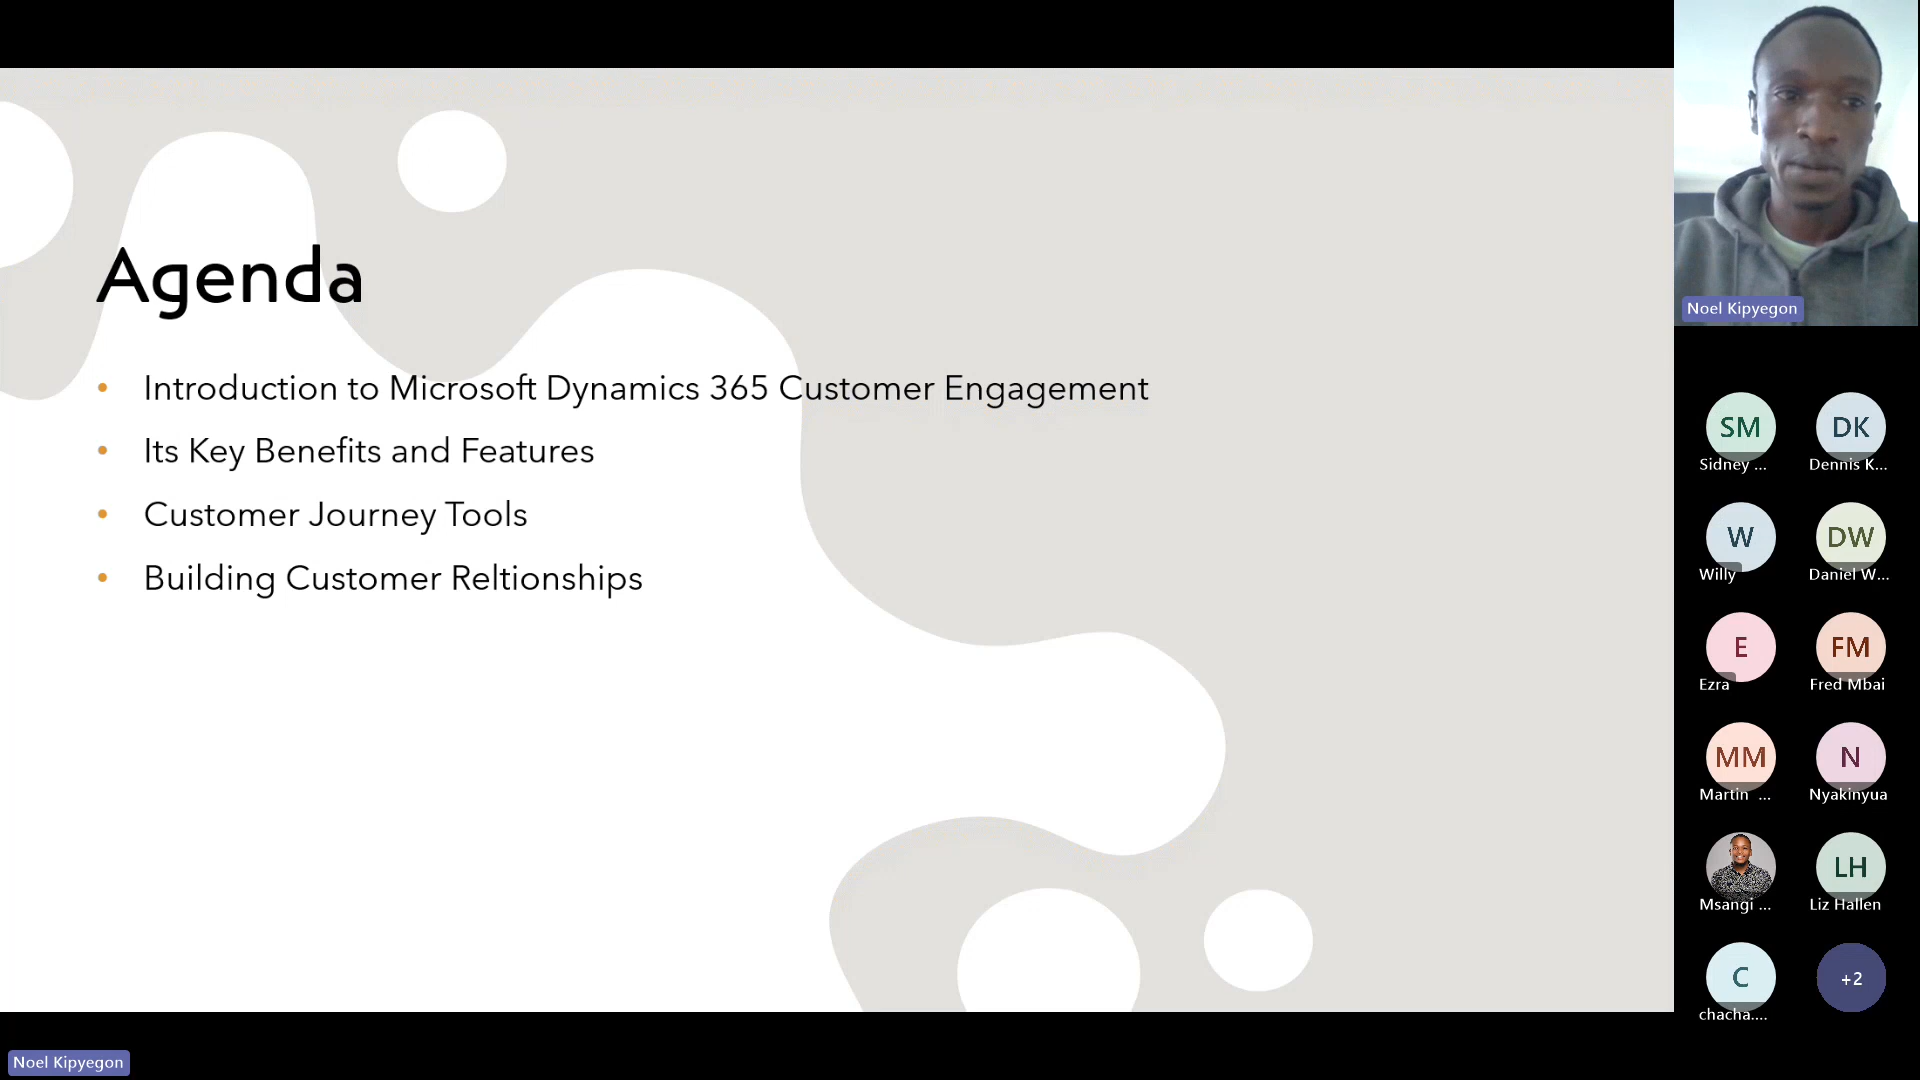 Agenda
• Introduction to Microsoft Dynamics 365 Customer Engagement
• Its Key Benefits and Features
• Customer Journey Tools
• Building Customer Reltionships
Noel Kipyegon
SM
Sidney ...
DK
Dennis K...
W
Willy
DW
Daniel W...
E
Ezra
FM
Fred Mbai
MM
Martin ...
N
Nyakinyua
Msangi ...
LH
Liz Hallen
C
chacha....
+2
Noel Kipyegon